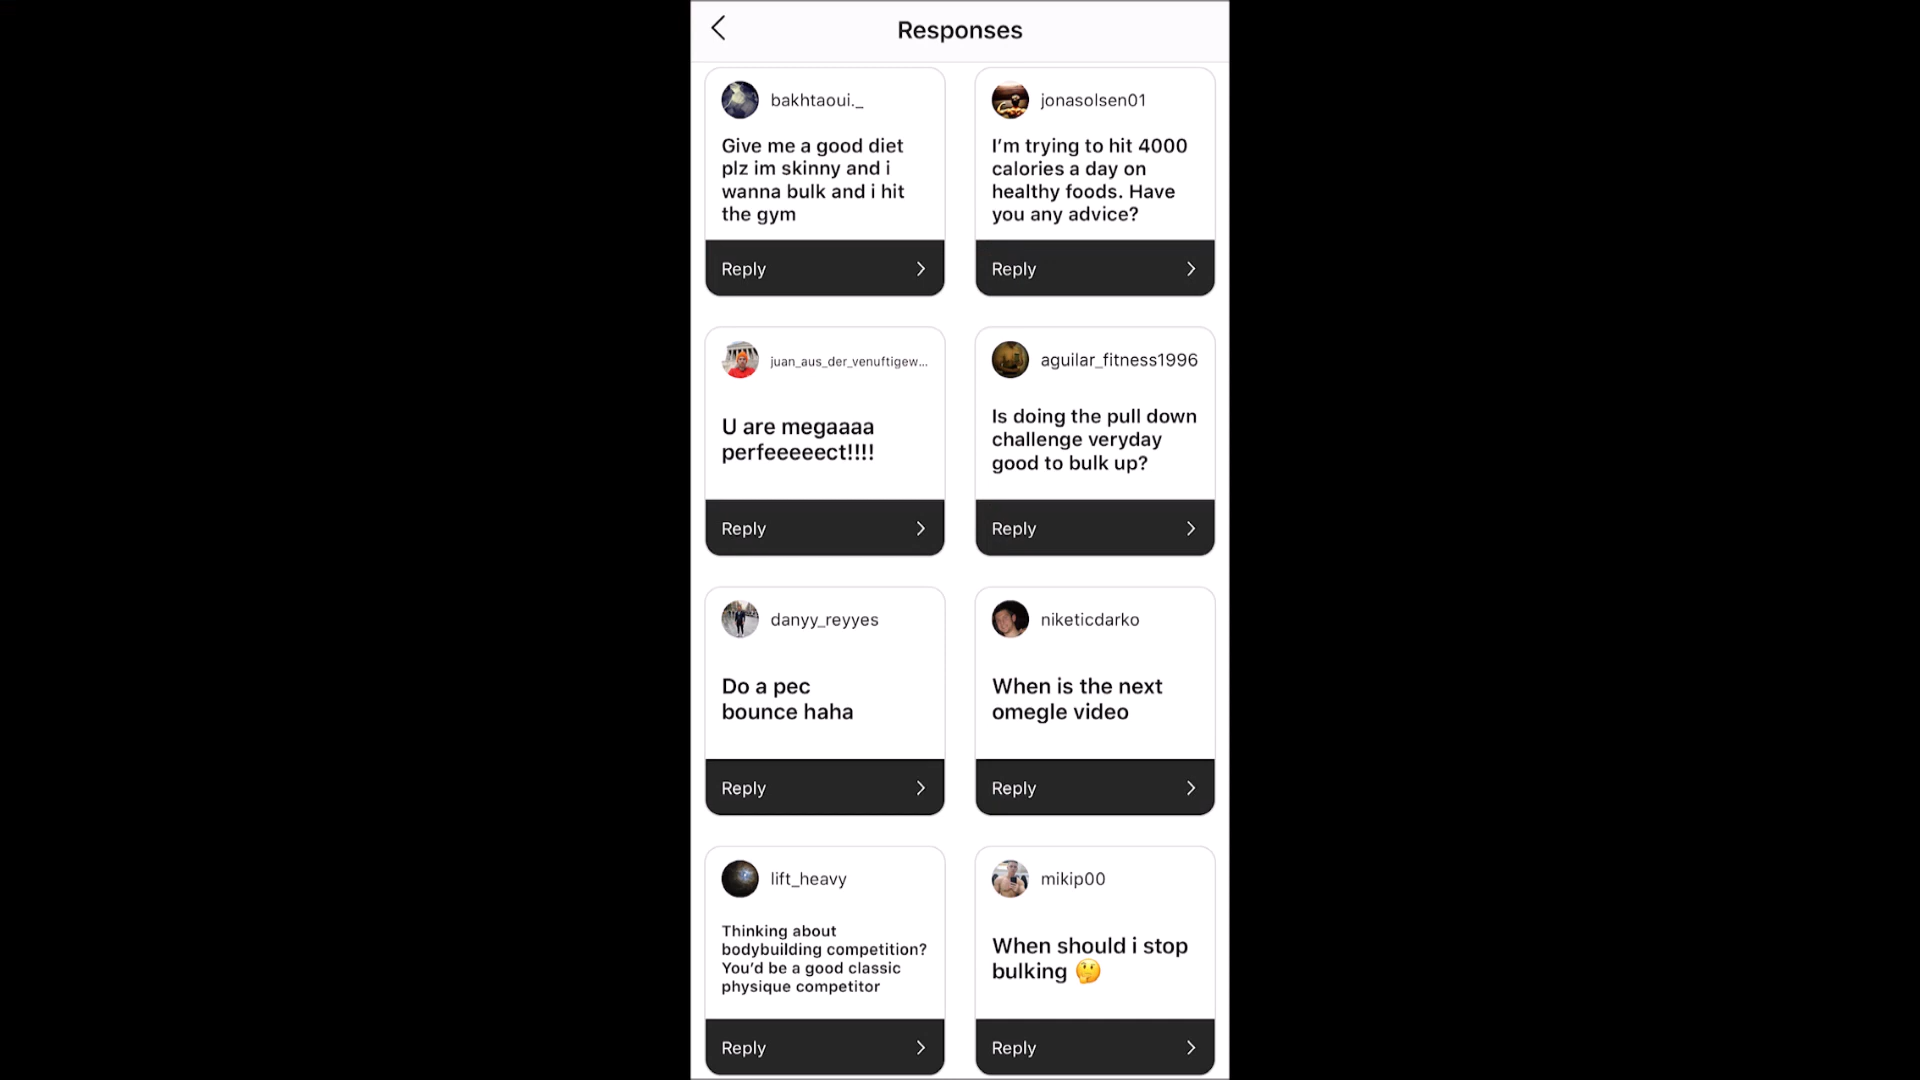 Responses
bakhtaoui._
Give me a good diet
plz im skinny and i
wanna bulk and i hit
the gym
Reply
jonasolsen01
I’m trying to hit 4000
calories a day on
healthy foods. Have
you any advice?
Reply
juan_aus_der_venuftigew...
U are megaaaa
perfeeeeect!!!!
Reply
aguilar_fitness1996
Is doing the pull down
challenge veryday
good to bulk up?
Reply
danyy_reyyes
Do a pec
bounce haha
Reply
niketicdarko
When is the next
omegle video
Reply
lift_heavy
Thinking about
bodybuilding competition?
You’d be a good classic
physique competitor
Reply
mikip00
When should i stop
bulking 🤔
Reply